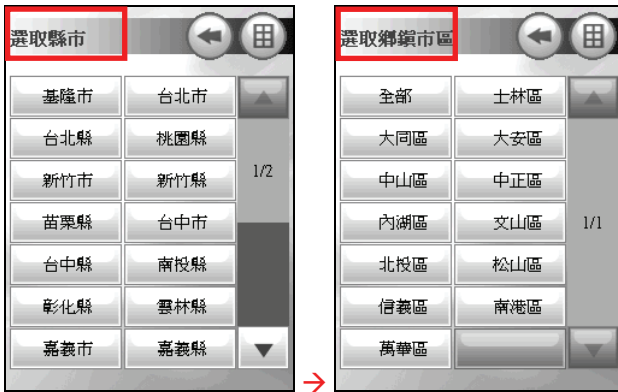 選取縣市
基隆市 台北市
台北縣 桃園縣
新竹市 新竹縣
1/2
苗栗縣 台中市
台中縣 南投縣
彰化縣 雲林縣
嘉義市 嘉義縣
→
選取鄉鎮市區
全部 士林區
大同區 大安區
中山區 中正區
內湖區 文山區
1/1
北投區 松山區
信義區 南港區
萬華區